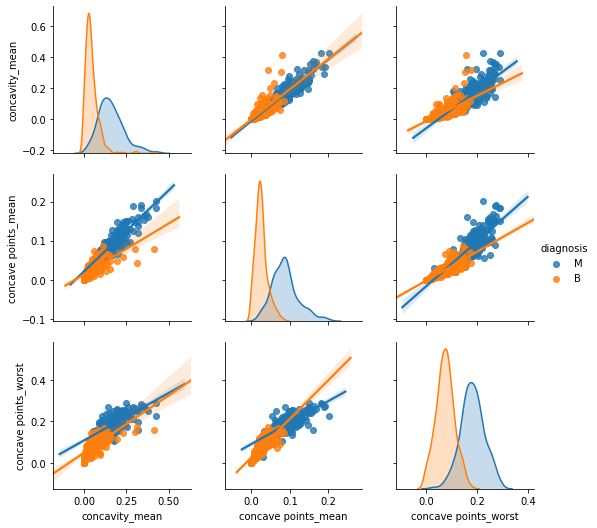 0.6
0.4
0.2
0.0
−0.2
concavity_mean
0.2
0.1
0.0
−0.1
concave points_mean
diagnosis
M
B
0.4
0.2
0.0
concave points_worst
0.00 0.25 0.50
concavity_mean
0.0 0.1 0.2
concave points_mean
0.0 0.2 0.4
concave points_worst